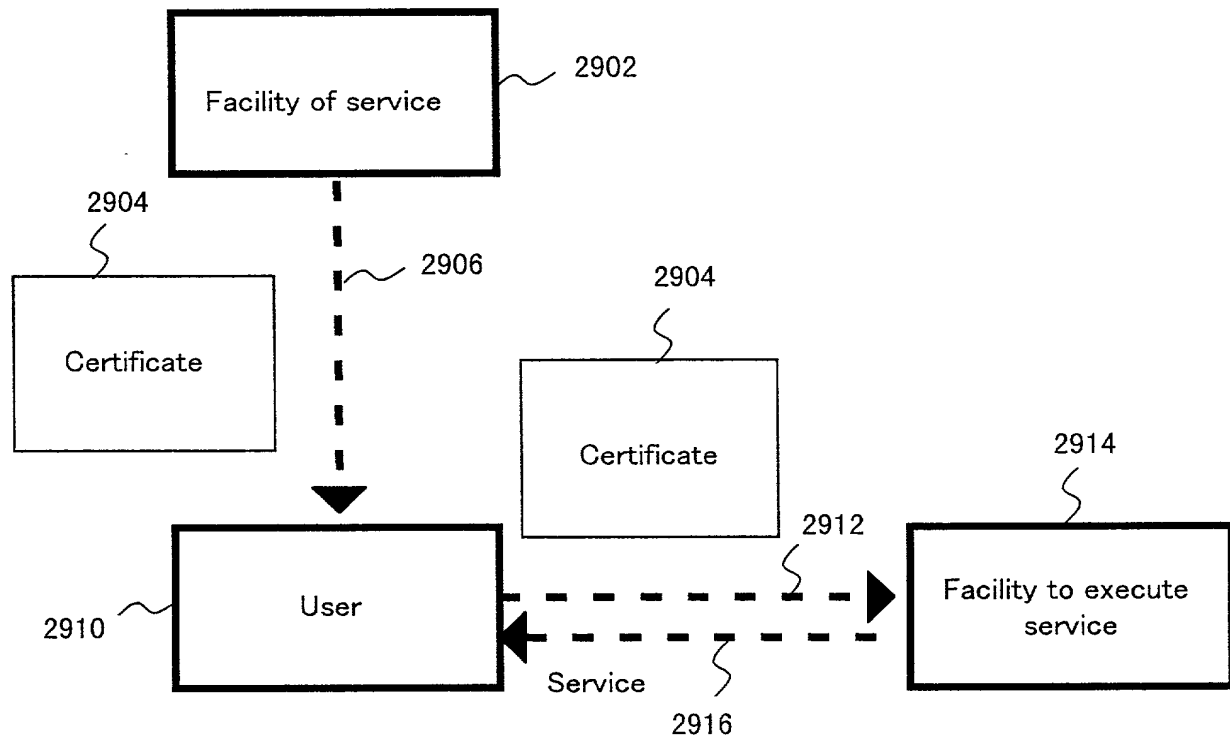 Facility of service
2902
2904
2906
Certificate
2904
Certificate
2914
2912
Facility to execute
service
User
2910
Service
2916